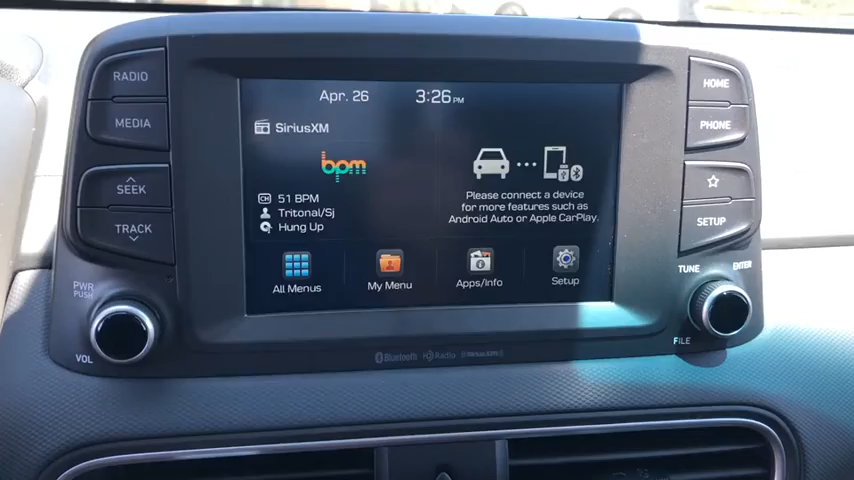 RADIO
MEDIA
SEEK
TRACK
PWR
PUSH
VOL
Apr. 26 3:26 PM
SiriusXM
bpm
CH 51 BPM
Tritonal/Sj
Hung Up
Please connect a device
for more features such as
Android Auto or Apple CarPlay.
All Menus
My Menu
Apps/Info
Setup
HOME
PHONE
SETUP
TUNE
ENTER
FILE
Bluetooth HD Radio SiriusXM